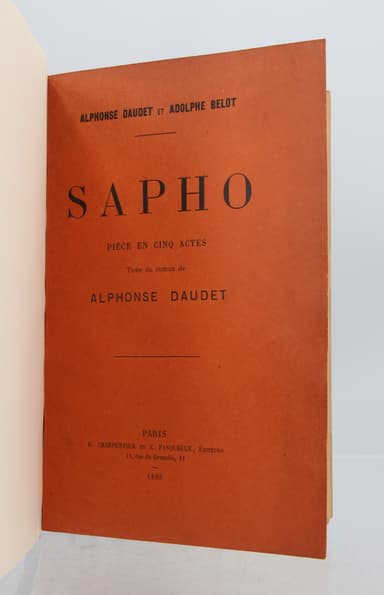 ALPHONSE DAUDET ET ADOLPHE BELOT
SAPHO
PIÈCE EN CINQ ACTES
Tirée du roman de
ALPHONSE DAUDET
PARIS
G. CHARPENTIER ET E. FASQUELLE, ÉDITEURS
11, rue de Grenelle, 11